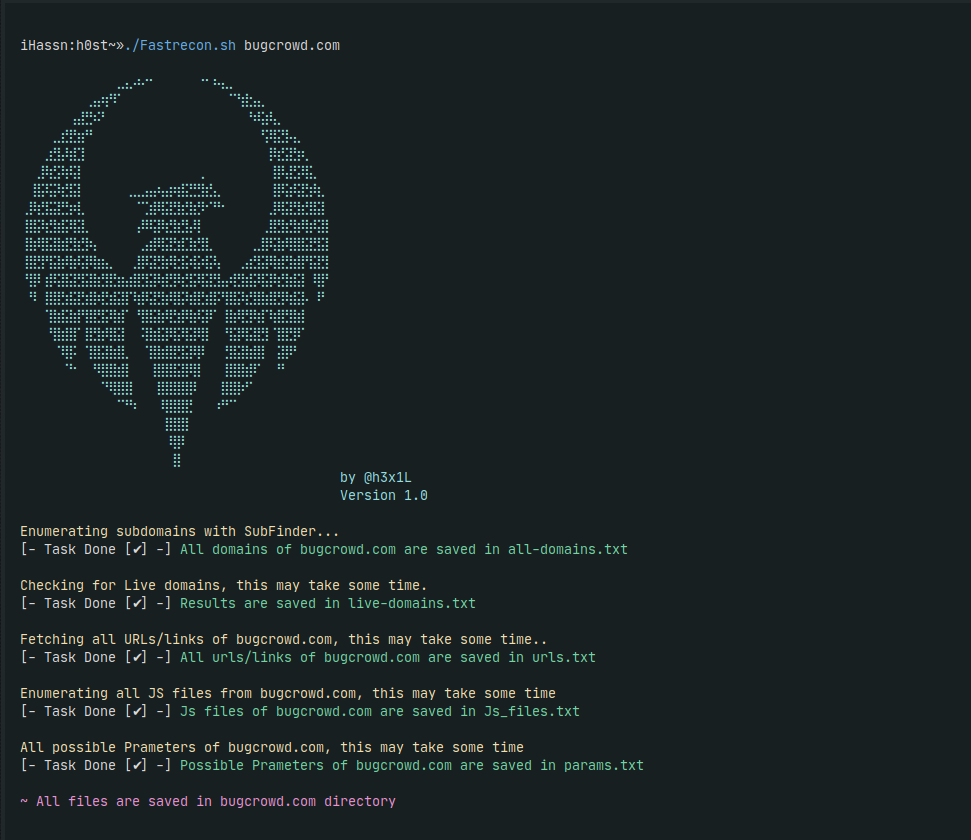 iHassn:h0st~»./Fastrecon.sh bugcrowd.com
by @h3x1L
Version 1.0
Enumerating subdomains with SubFinder...
[- Task Done [✔] -] All domains of bugcrowd.com are saved in all-domains.txt
Checking for Live domains, this may take some time.
[- Task Done [✔] -] Results are saved in live-domains.txt
Fetching all URLs/links of bugcrowd.com, this may take some time..
[- Task Done [✔] -] All urls/links of bugcrowd.com are saved in urls.txt
Enumerating all JS files from bugcrowd.com, this may take some time
[- Task Done [✔] -] Js files of bugcrowd.com are saved in Js_files.txt
All possible Prameters of bugcrowd.com, this may take some time
[- Task Done [✔] -] Possible Prameters of bugcrowd.com are saved in params.txt
~ All files are saved in bugcrowd.com directory